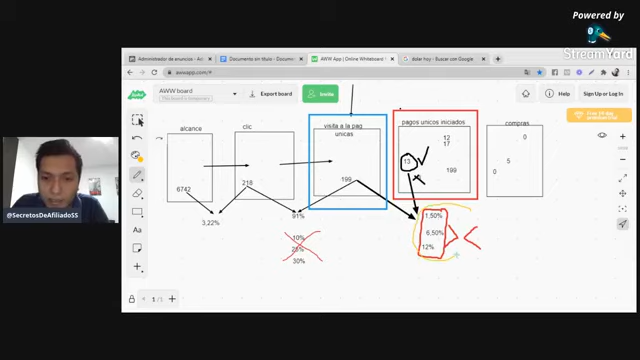 Powered by
StreamYard
Administrador de anuncios
Documento sin título - Docume
AWW App | Online Whiteboard
dolar hoy - Buscar con Google
awwapp.com/#
AWW board
Export board
Invite
Info
Help
Sign Up or Log In
alcance
clic
visita a la pag
unicas
pagos unicos iniciados
compras
12
17
0
13
199
5
0
6742
218
199
3,22%
91%
10%
25%
30%
1.50%
6.50%
12%
@SecretosDeAfiliadoSS
1/1